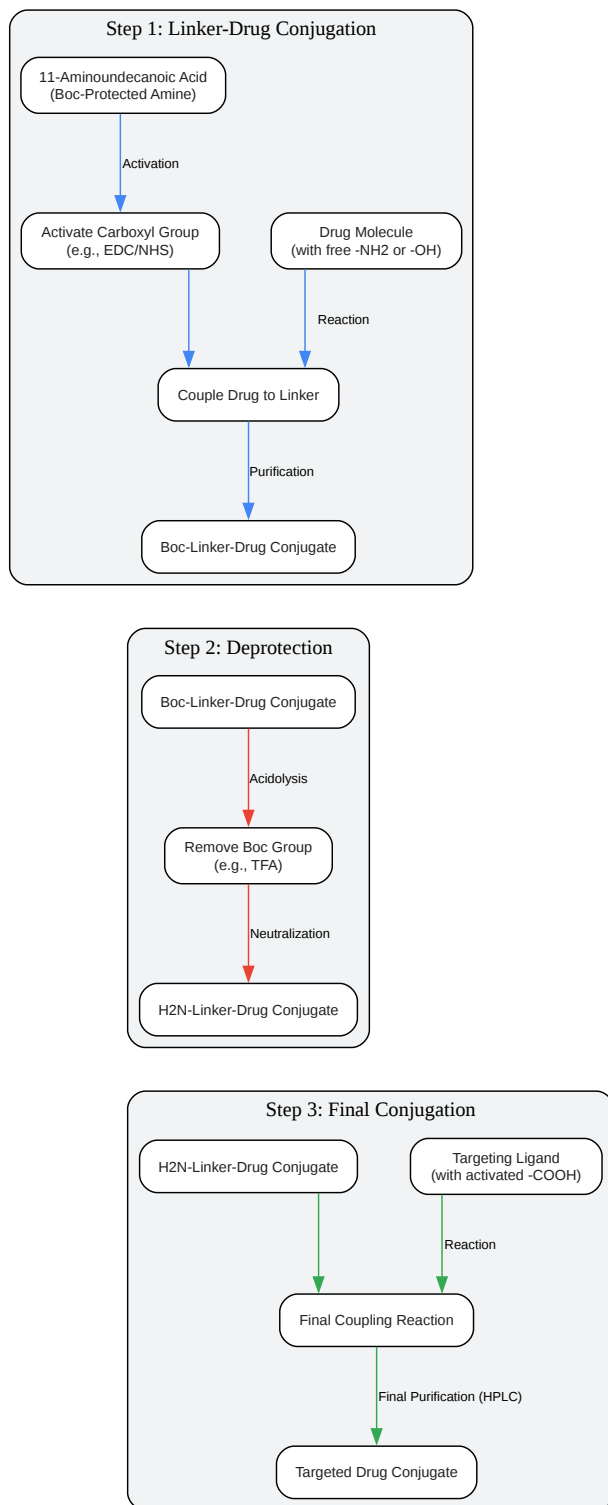 Step 1: Linker-Drug Conjugation
11-Aminoundecanoic Acid
(Boc-Protected Amine)
Activation
Activate Carboxyl Group
(e.g., EDC/NHS)
Drug Molecule
(with free -NH2 or -OH)
Reaction
Couple Drug to Linker
Purification
Boc-Linker-Drug Conjugate
Step 2: Deprotection
Boc-Linker-Drug Conjugate
Acidolysis
Remove Boc Group
(e.g., TFA)
Neutralization
H2N-Linker-Drug Conjugate
Step 3: Final Conjugation
H2N-Linker-Drug Conjugate
Targeting Ligand
(with activated -COOH)
Reaction
Final Coupling Reaction
Final Purification (HPLC)
Targeted Drug Conjugate